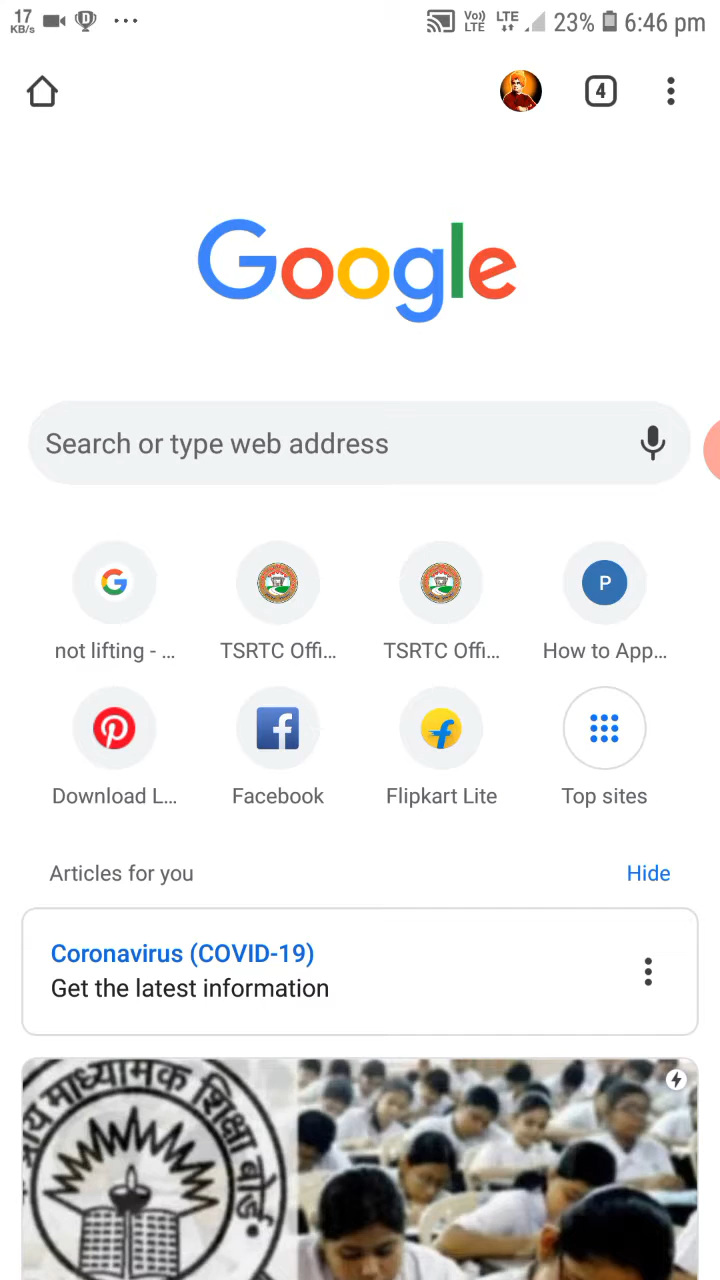 17
KB/s
D
Vo))
LTE
LTE
23%
6:46 pm
4
Google
Search or type web address
not lifting - ...
TSRTC Offi...
TSRTC Offi...
P
How to App...
Download L...
Facebook
Flipkart Lite
Top sites
Articles for you
Hide
Coronavirus (COVID-19)
Get the latest information
माध्यमिक शिक्षा बोर्ड